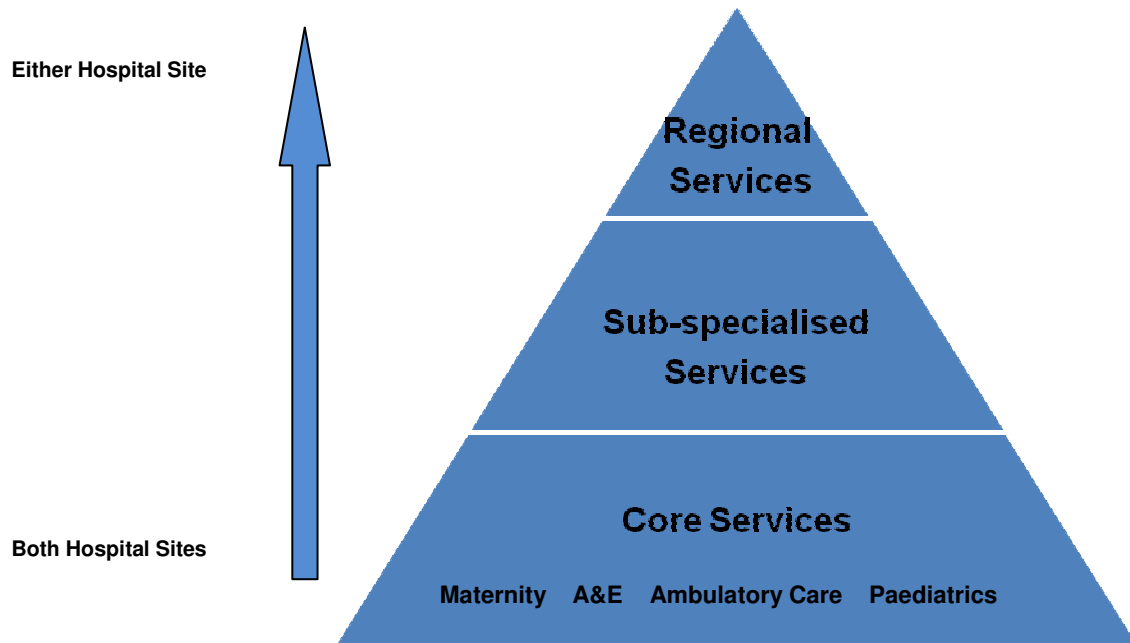 Either Hospital Site
Regional
Services
Sub-specialised
Services
Core Services
Both Hospital Sites
Maternity A&E Ambulatory Care Paediatrics